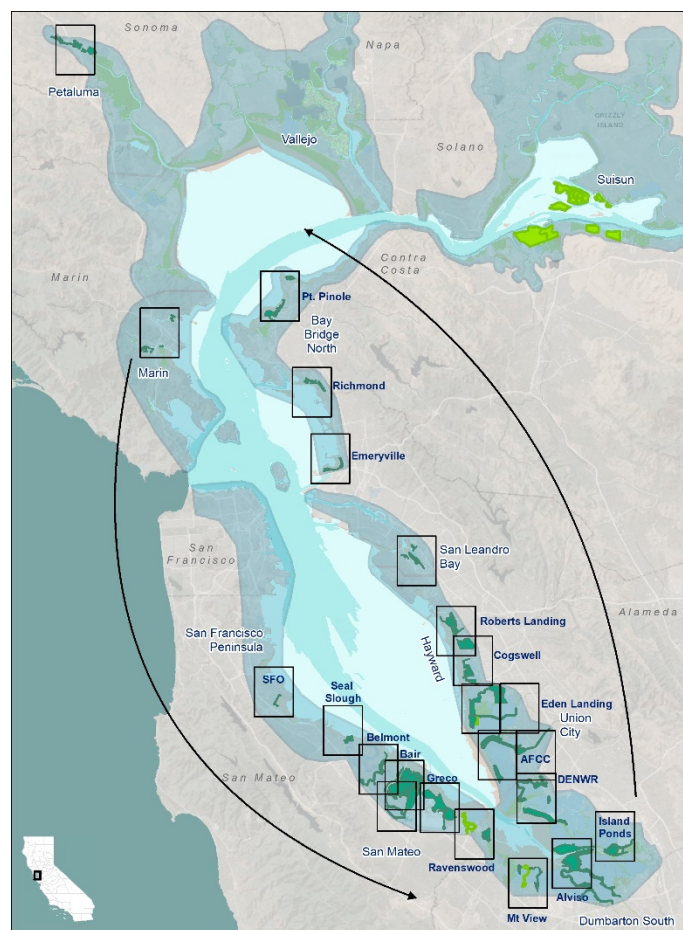 Sonoma
Napa
Petaluma
Vallejo
GRIZZLY
ISLAND
Solano
Suisun
Contra
Costa
Marin
Pt. Pinole
Bay
Bridge
North
Marin
Richmond
Emeryville
San
Francisco
San Leandro
Bay
Alameda
Roberts Landing
San Francisco
Peninsula
Hayward
Cogswell
SFO
Seal
Slough
Eden Landing
Union
City
Belmont
Bair
AFCC
San Mateo
Greco
DENWR
Island
Ponds
San Mateo
Ravenswood
Mt View
Alviso
Dumbarton South